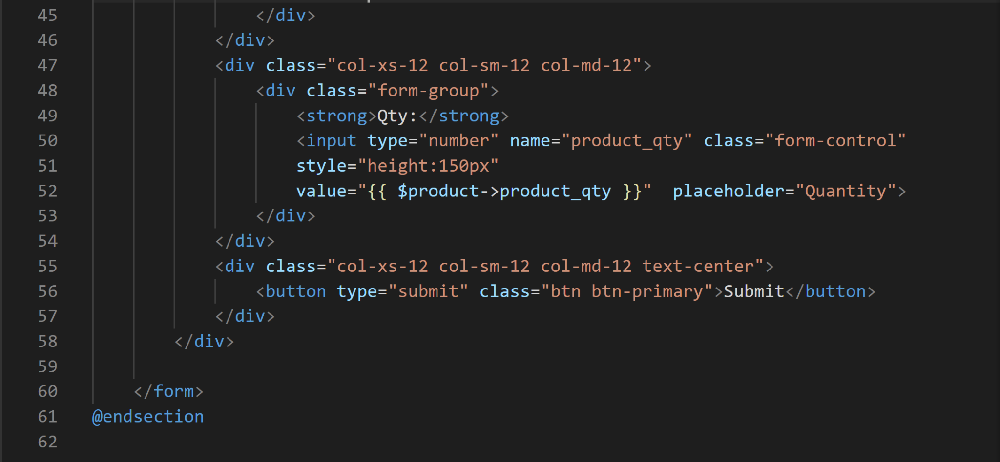 45 </div>
46 </div>
47 <div class="col-xs-12 col-sm-12 col-md-12">
48 <div class="form-group">
49 <strong>Qty:</strong>
50 <input type="number" name="product_qty" class="form-control"
51 style="height:150px"
52 value="{{ $product->product_qty }}"  placeholder="Quantity">
53 </div>
54 </div>
55 <div class="col-xs-12 col-sm-12 col-md-12 text-center">
56 <button type="submit" class="btn btn-primary">Submit</button>
57 </div>
58 </div>
59
60 </form>
61 @endsection
62